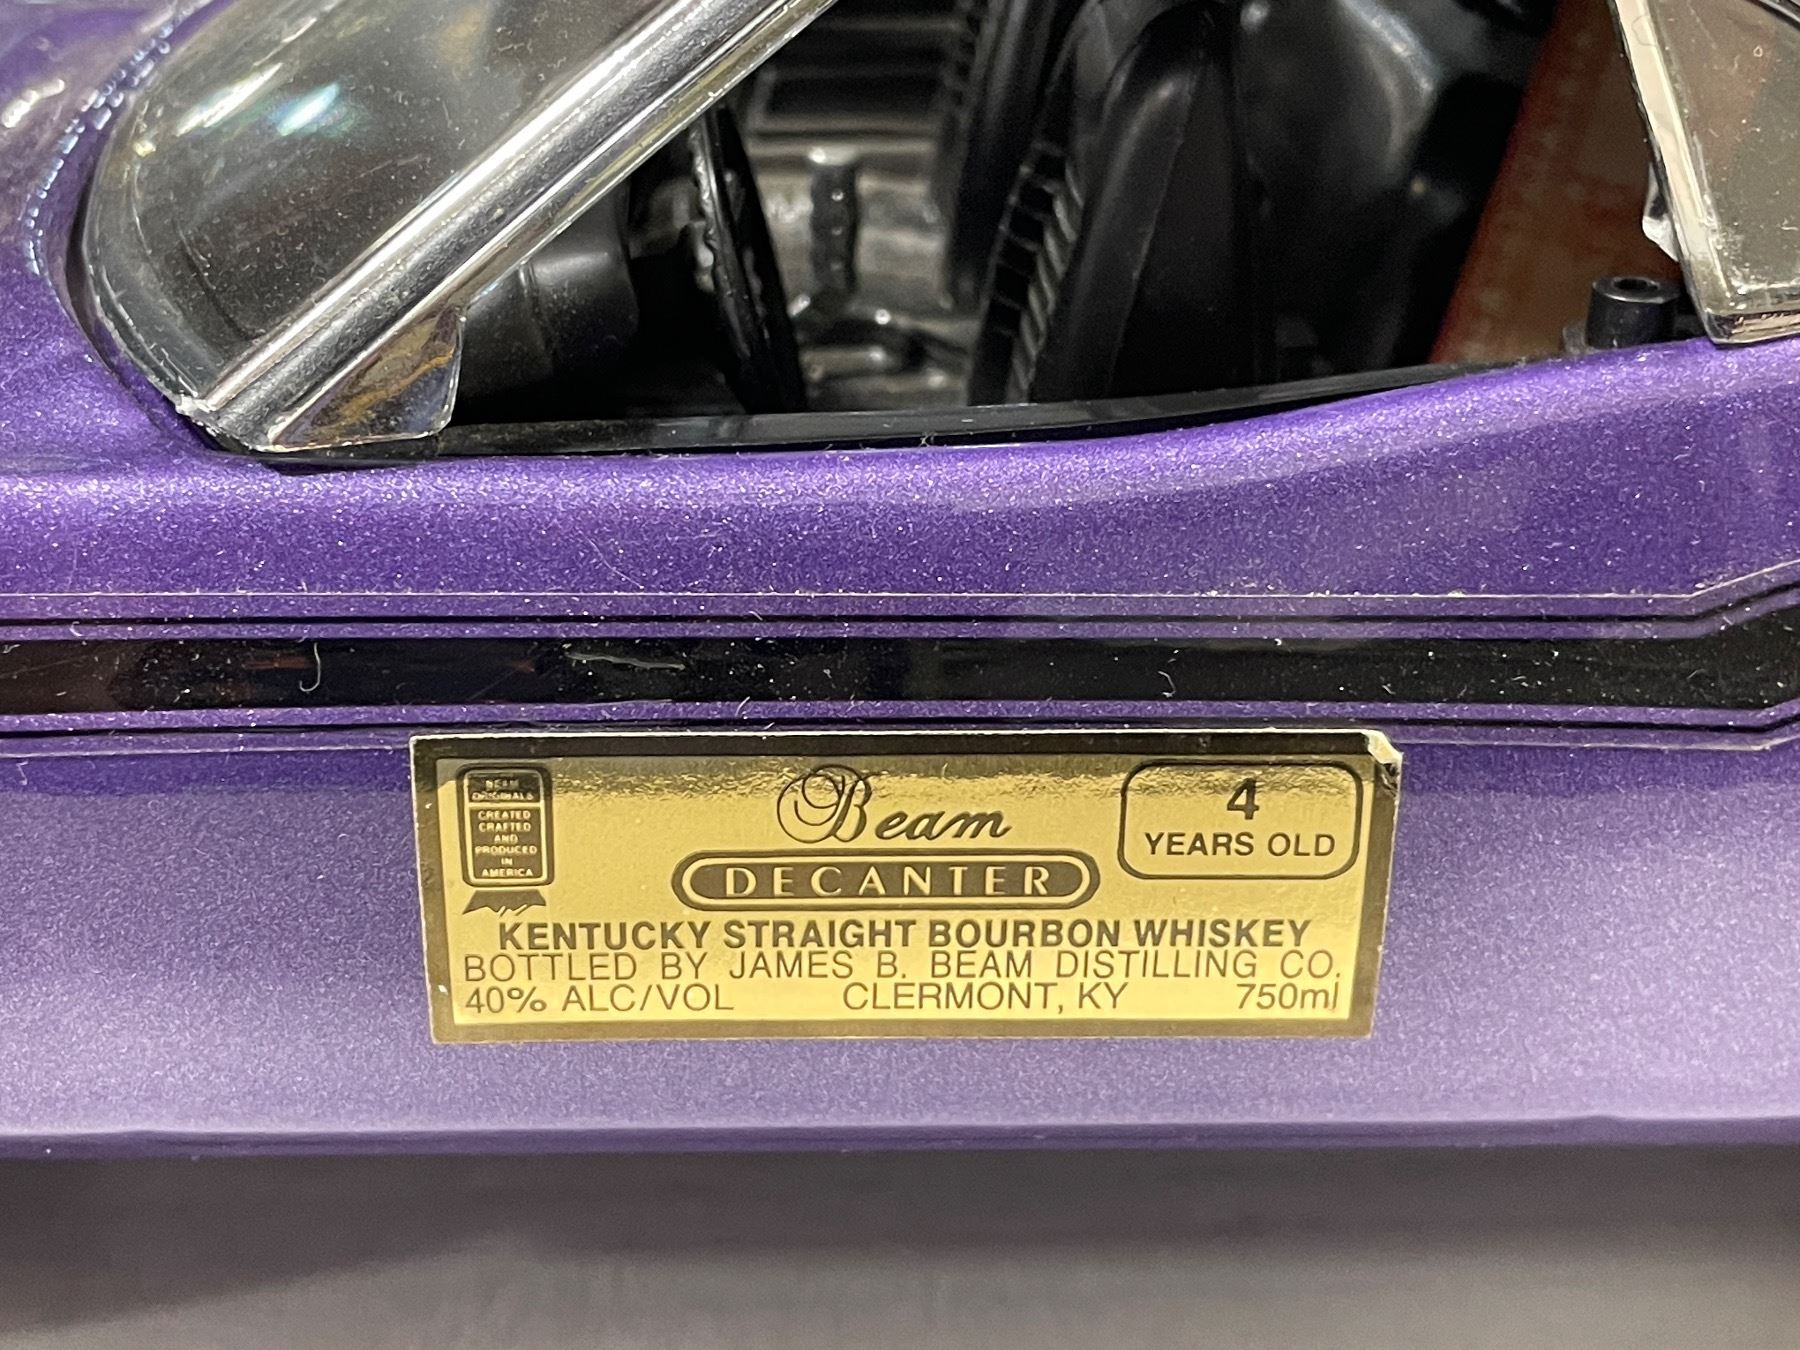 BEAM
ORIGINALS
CREATED
CRAFTED
AND
PRODUCED
IN
AMERICA
Beam
DECANTER
4
YEARS OLD
KENTUCKY STRAIGHT BOURBON WHISKEY
BOTTLED BY JAMES B. BEAM DISTILLING CO.
40% ALC/VOL CLERMONT, KY 750ml